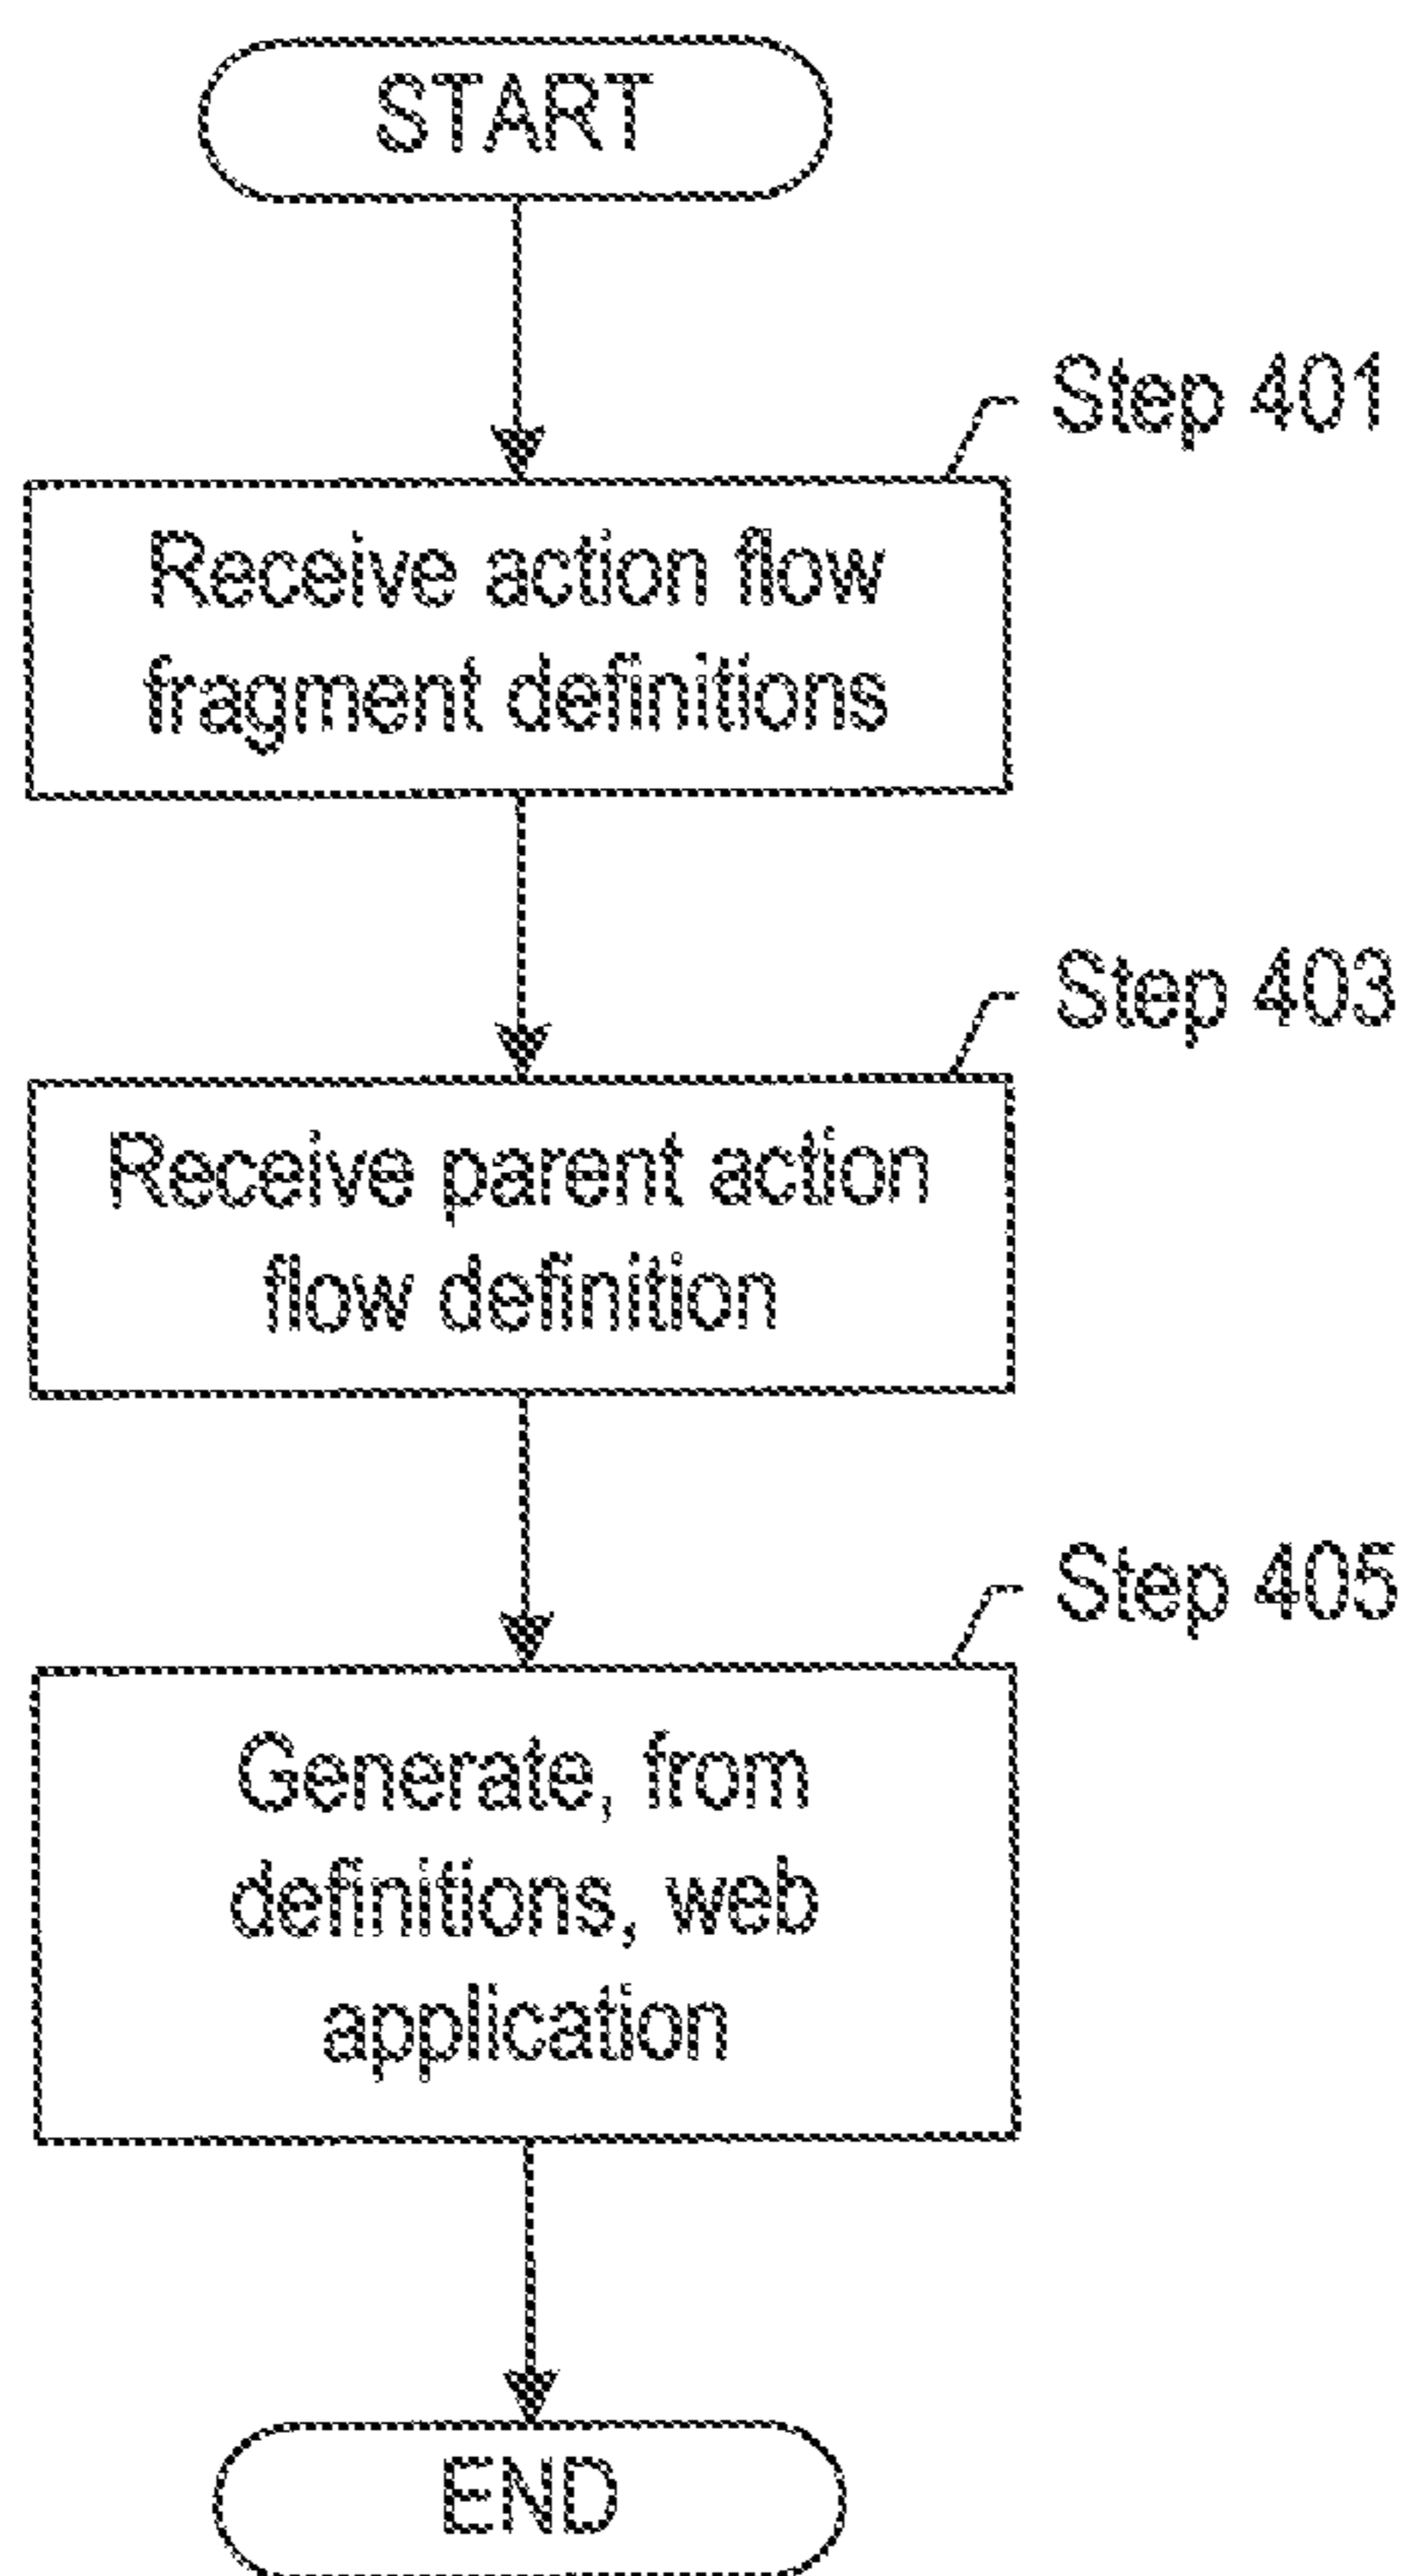 START
Step 401
Receive action flow
fragment definitions
Step 403
Receive parent action
flow definition
Step 405
Generate, from
definitions, web
application
END